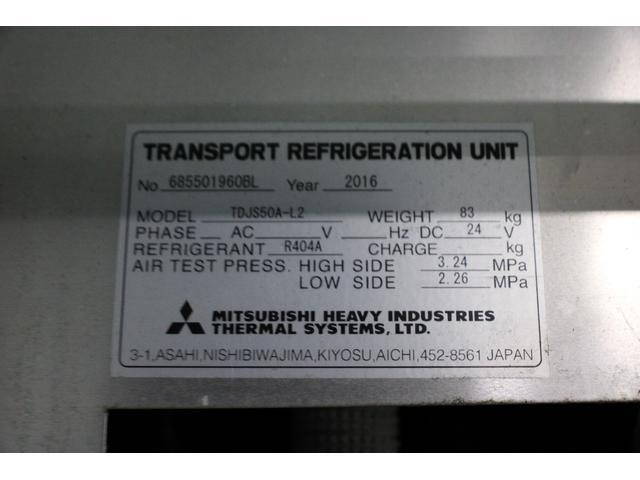 TRANSPORT REFRIGERATION UNIT
No 685501960BL Year 2016
MODEL TDJS50A-L2 WEIGHT 83 kg
PHASE AC V Hz DC 24 V
REFRIGERANT R404A CHARGE kg
AIR TEST PRESS. HIGH SIDE 3.24 MPa
LOW SIDE 2.26 MPa
MITSUBISHI HEAVY INDUSTRIES
THERMAL SYSTEMS, LTD.
3-1,ASAHI,NISHIBIWAJIMA,KIYOSU,AICHI,452-8561 JAPAN